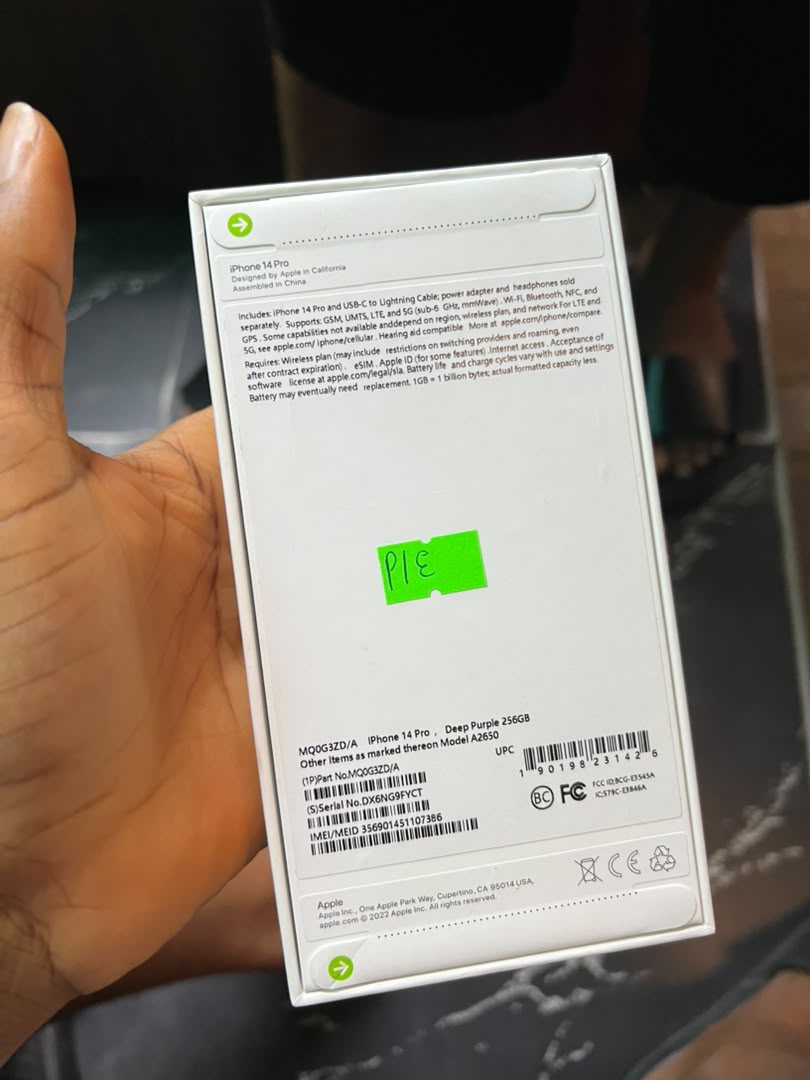 iPhone 14 Pro
Designed by Apple in California
Assembled in China
Includes: iPhone 14 Pro and USB-C to Lightning Cable; power adapter and headphones sold
separately. Supports: GSM, UMTS, LTE, and 5G (sub-6 GHz, mmWave) . Wi-Fi, Bluetooth, NFC, and
GPS . Some capabilities not available anddepend on region, wireless plan, and network For LTE and
5G, see apple.com/ iphone/cellular . Hearing aid compatible More at apple.com/iphone/compare.
Requires: Wireless plan (may include restrictions on switching providers and roaming, even
after contract expiration) . eSIM . Apple ID (for some features) .Internet access . Acceptance of
software license at apple.com/legal/sla. Battery life and charge cycles vary with use and settings
Battery may eventually need replacement. 1GB = 1 billion bytes; actual formatted capacity less.
MQ0G3ZD/A iPhone 14 Pro , Deep Purple 256GB
Other Items as marked thereon Model A2650
(1P)Part No.MQ0G3ZD/A
(S)Serial No.DX6NG9FYCT
IMEI/MEID 356901451107386
UPC
1 90198 23142 6
BC FC
FCC ID;BCG-E3545A
IC;579C-E3846A
CE
Apple
Apple Inc., One Apple Park Way, Cupertino, CA 95014 USA,
apple.com © 2022 Apple Inc. All rights reserved.